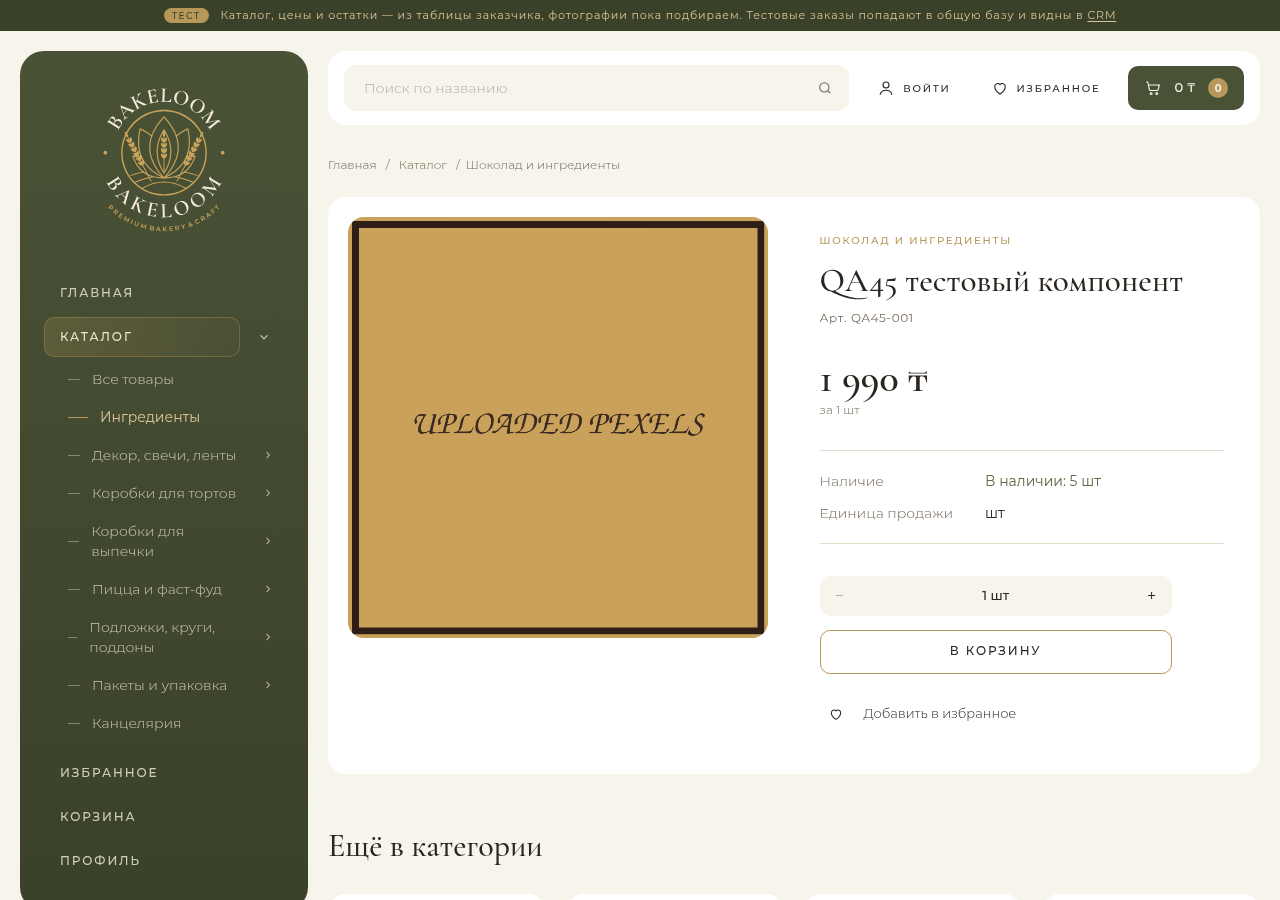 ТЕСТ Каталог, цены и остатки — из таблицы заказчика, фотографии пока подбираем. Тестовые заказы попадают в общую базу и видны в CRM
BAKELOOM
BAKELOOM
PREMIUM BAKERY & CRAFT
ГЛАВНАЯ
КАТАЛОГ
Все товары
Ингредиенты
Декор, свечи, ленты
Коробки для тортов
Коробки для
выпечки
Пицца и фаст-фуд
Подложки, круги,
поддоны
Пакеты и упаковка
Канцелярия
ИЗБРАННОЕ
КОРЗИНА
ПРОФИЛЬ
Поиск по названию
ВОЙТИ
ИЗБРАННОЕ
0 ₸ 0
Главная / Каталог / Шоколад и ингредиенты
UPLOADED PEXELS
ШОКОЛАД И ИНГРЕДИЕНТЫ
QA45 тестовый компонент
Арт. QA45-001
1 990 ₸
за 1 шт
Наличие В наличии: 5 шт
Единица продажи шт
− 1 шт +
В КОРЗИНУ
Добавить в избранное
Ещё в категории